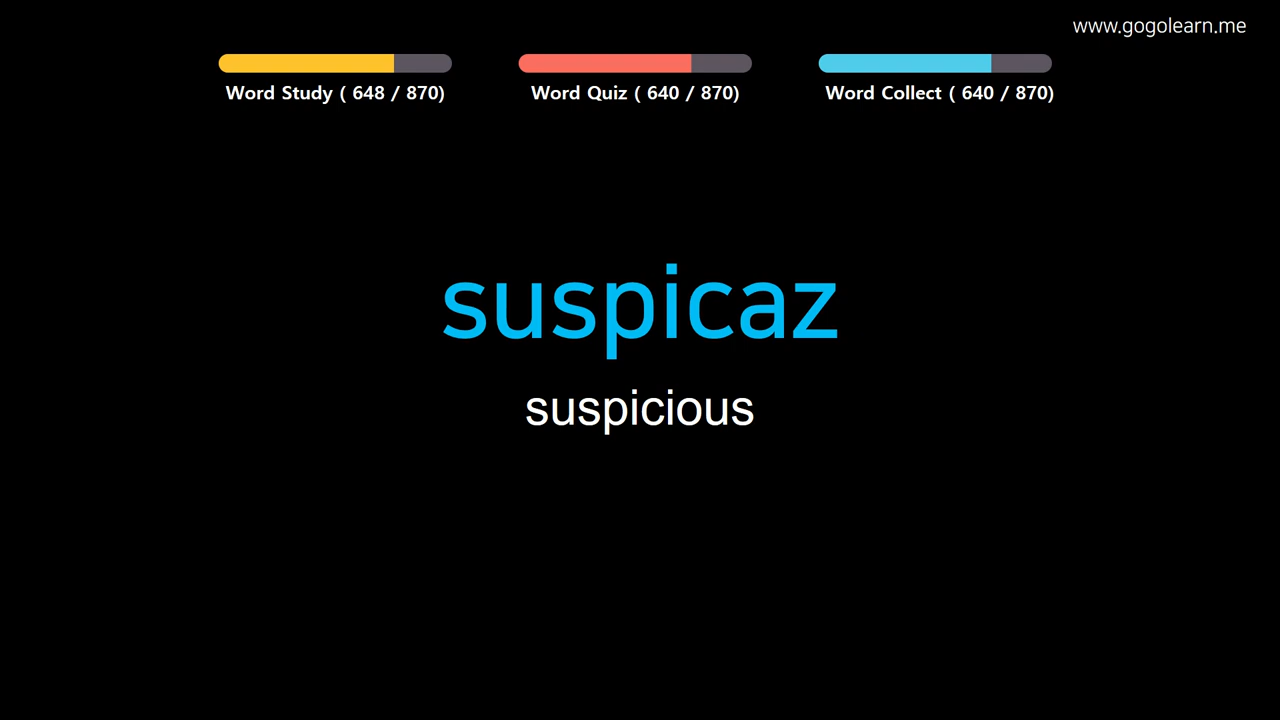 www.gogolearn.me
Word Study ( 648 / 870)
Word Quiz ( 640 / 870)
Word Collect ( 640 / 870)
suspicaz
suspicious